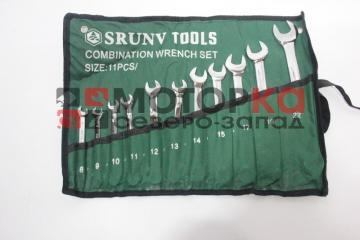 SRUNV TOOLS
COMBINATION WRENCH SET
SIZE:11PCS/
МОТОРКА
СЕВЕРО-ЗАПАД
8 · 9 · 10 · 11 · 12 · 13 · 14 · 15 · 17